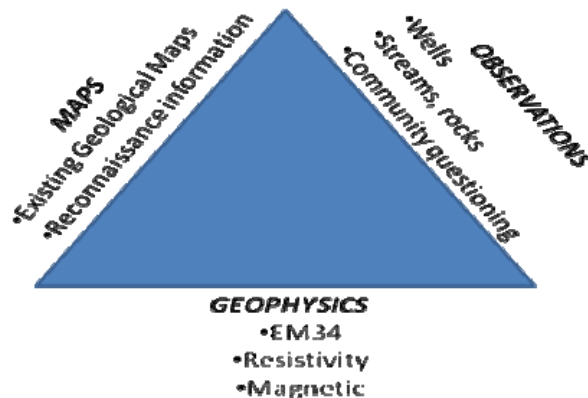 MAPS
•Existing Geological Maps
•Reconnaissance information
OBSERVATIONS
•Wells
•Streams, rocks
•Community questioning
GEOPHYSICS
•EM34
•Resistivity
•Magnetic